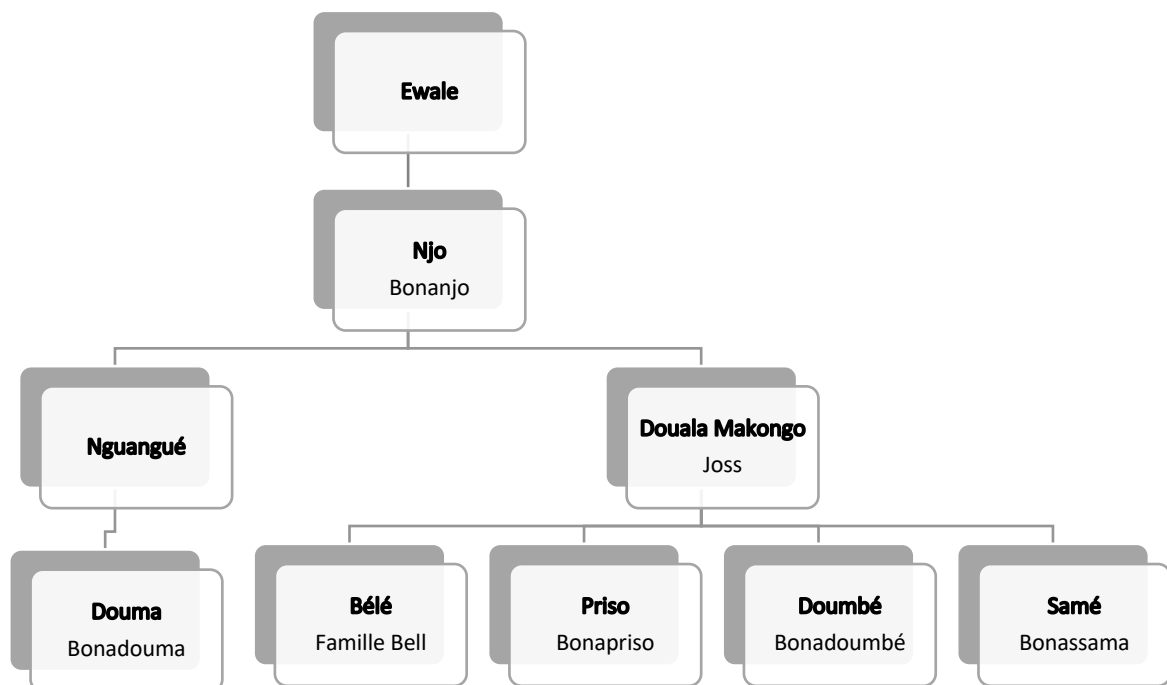 Ewale
Njo
Bonanjo
Nguangué
Douala Makongo
Joss
Douma
Bonadouma
Bélé
Famille Bell
Priso
Bonapriso
Doumbé
Bonadoumbé
Samé
Bonassama